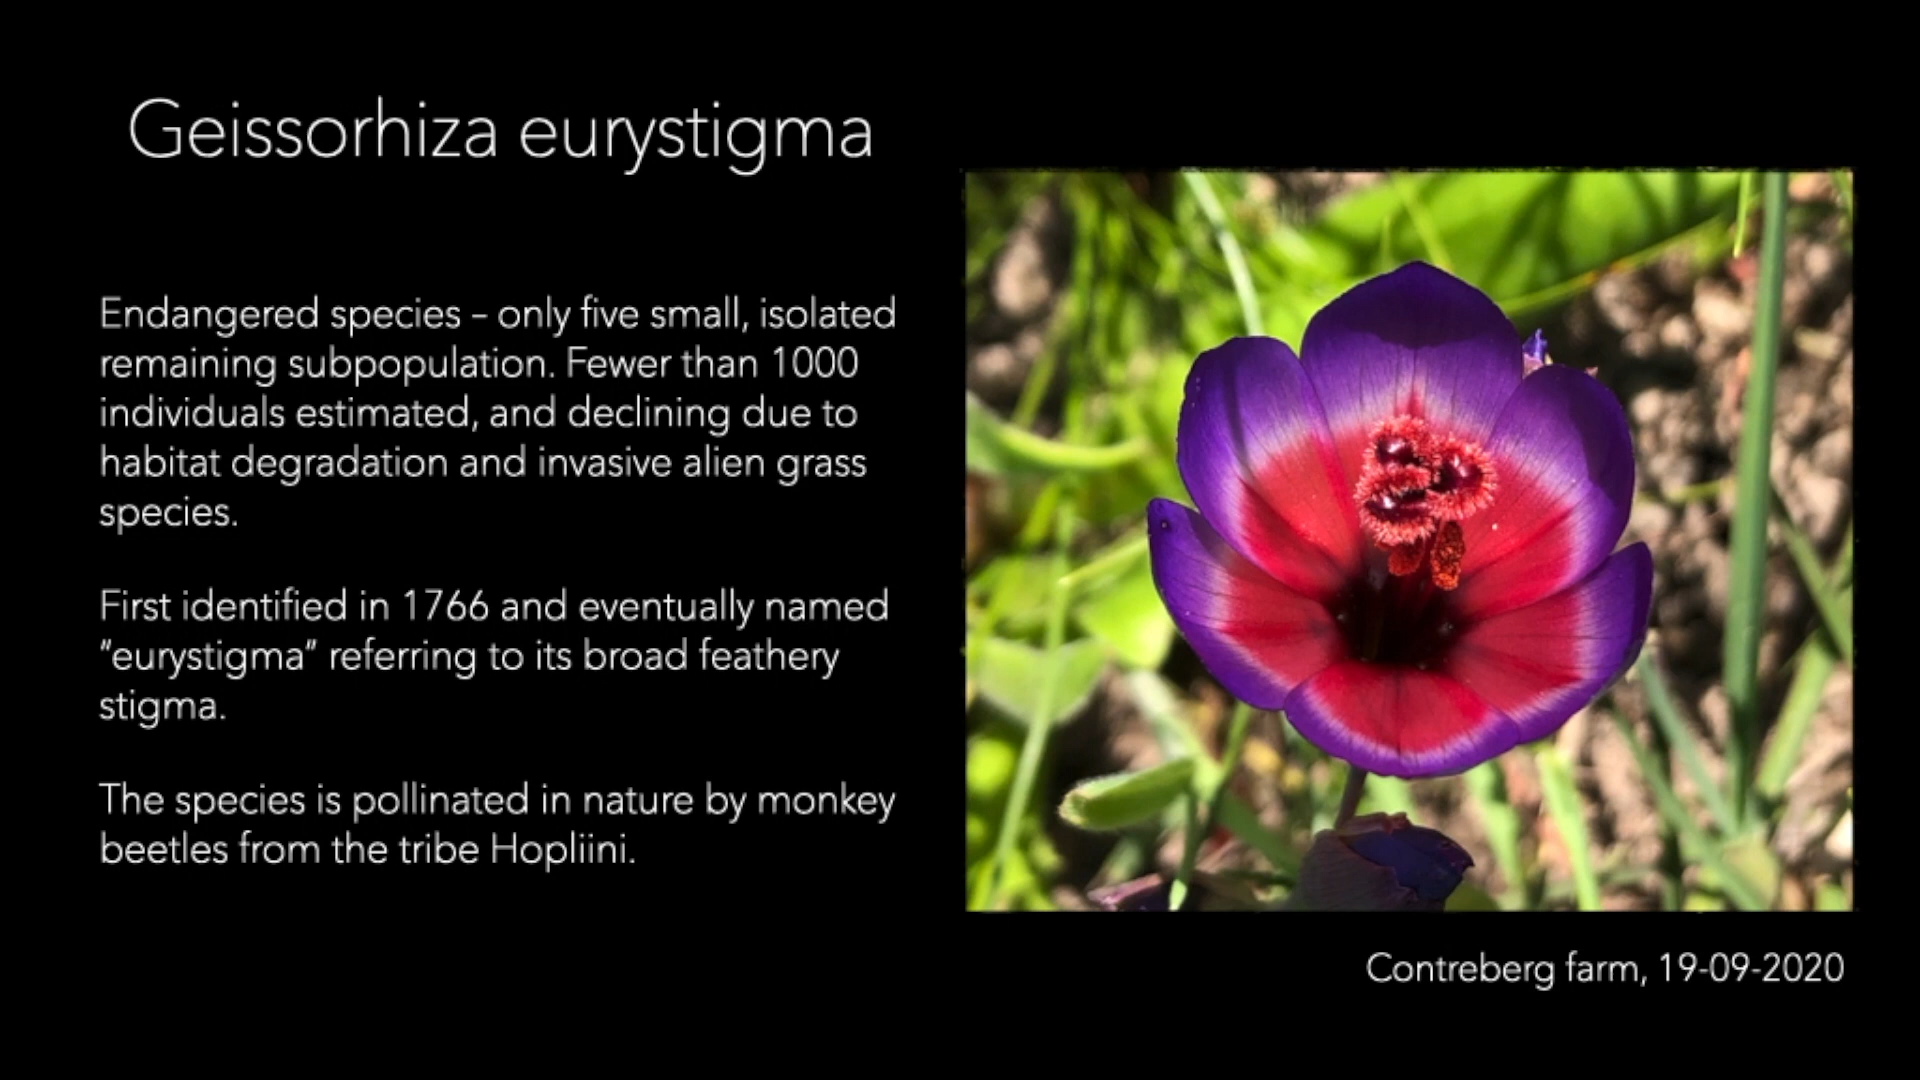 Geissorhiza eurystigma
Endangered species – only five small, isolated
remaining subpopulation. Fewer than 1000
individuals estimated, and declining due to
habitat degradation and invasive alien grass
species.
First identified in 1766 and eventually named
“eurystigma” referring to its broad feathery
stigma.
The species is pollinated in nature by monkey
beetles from the tribe Hopliini.
Contreberg farm, 19-09-2020